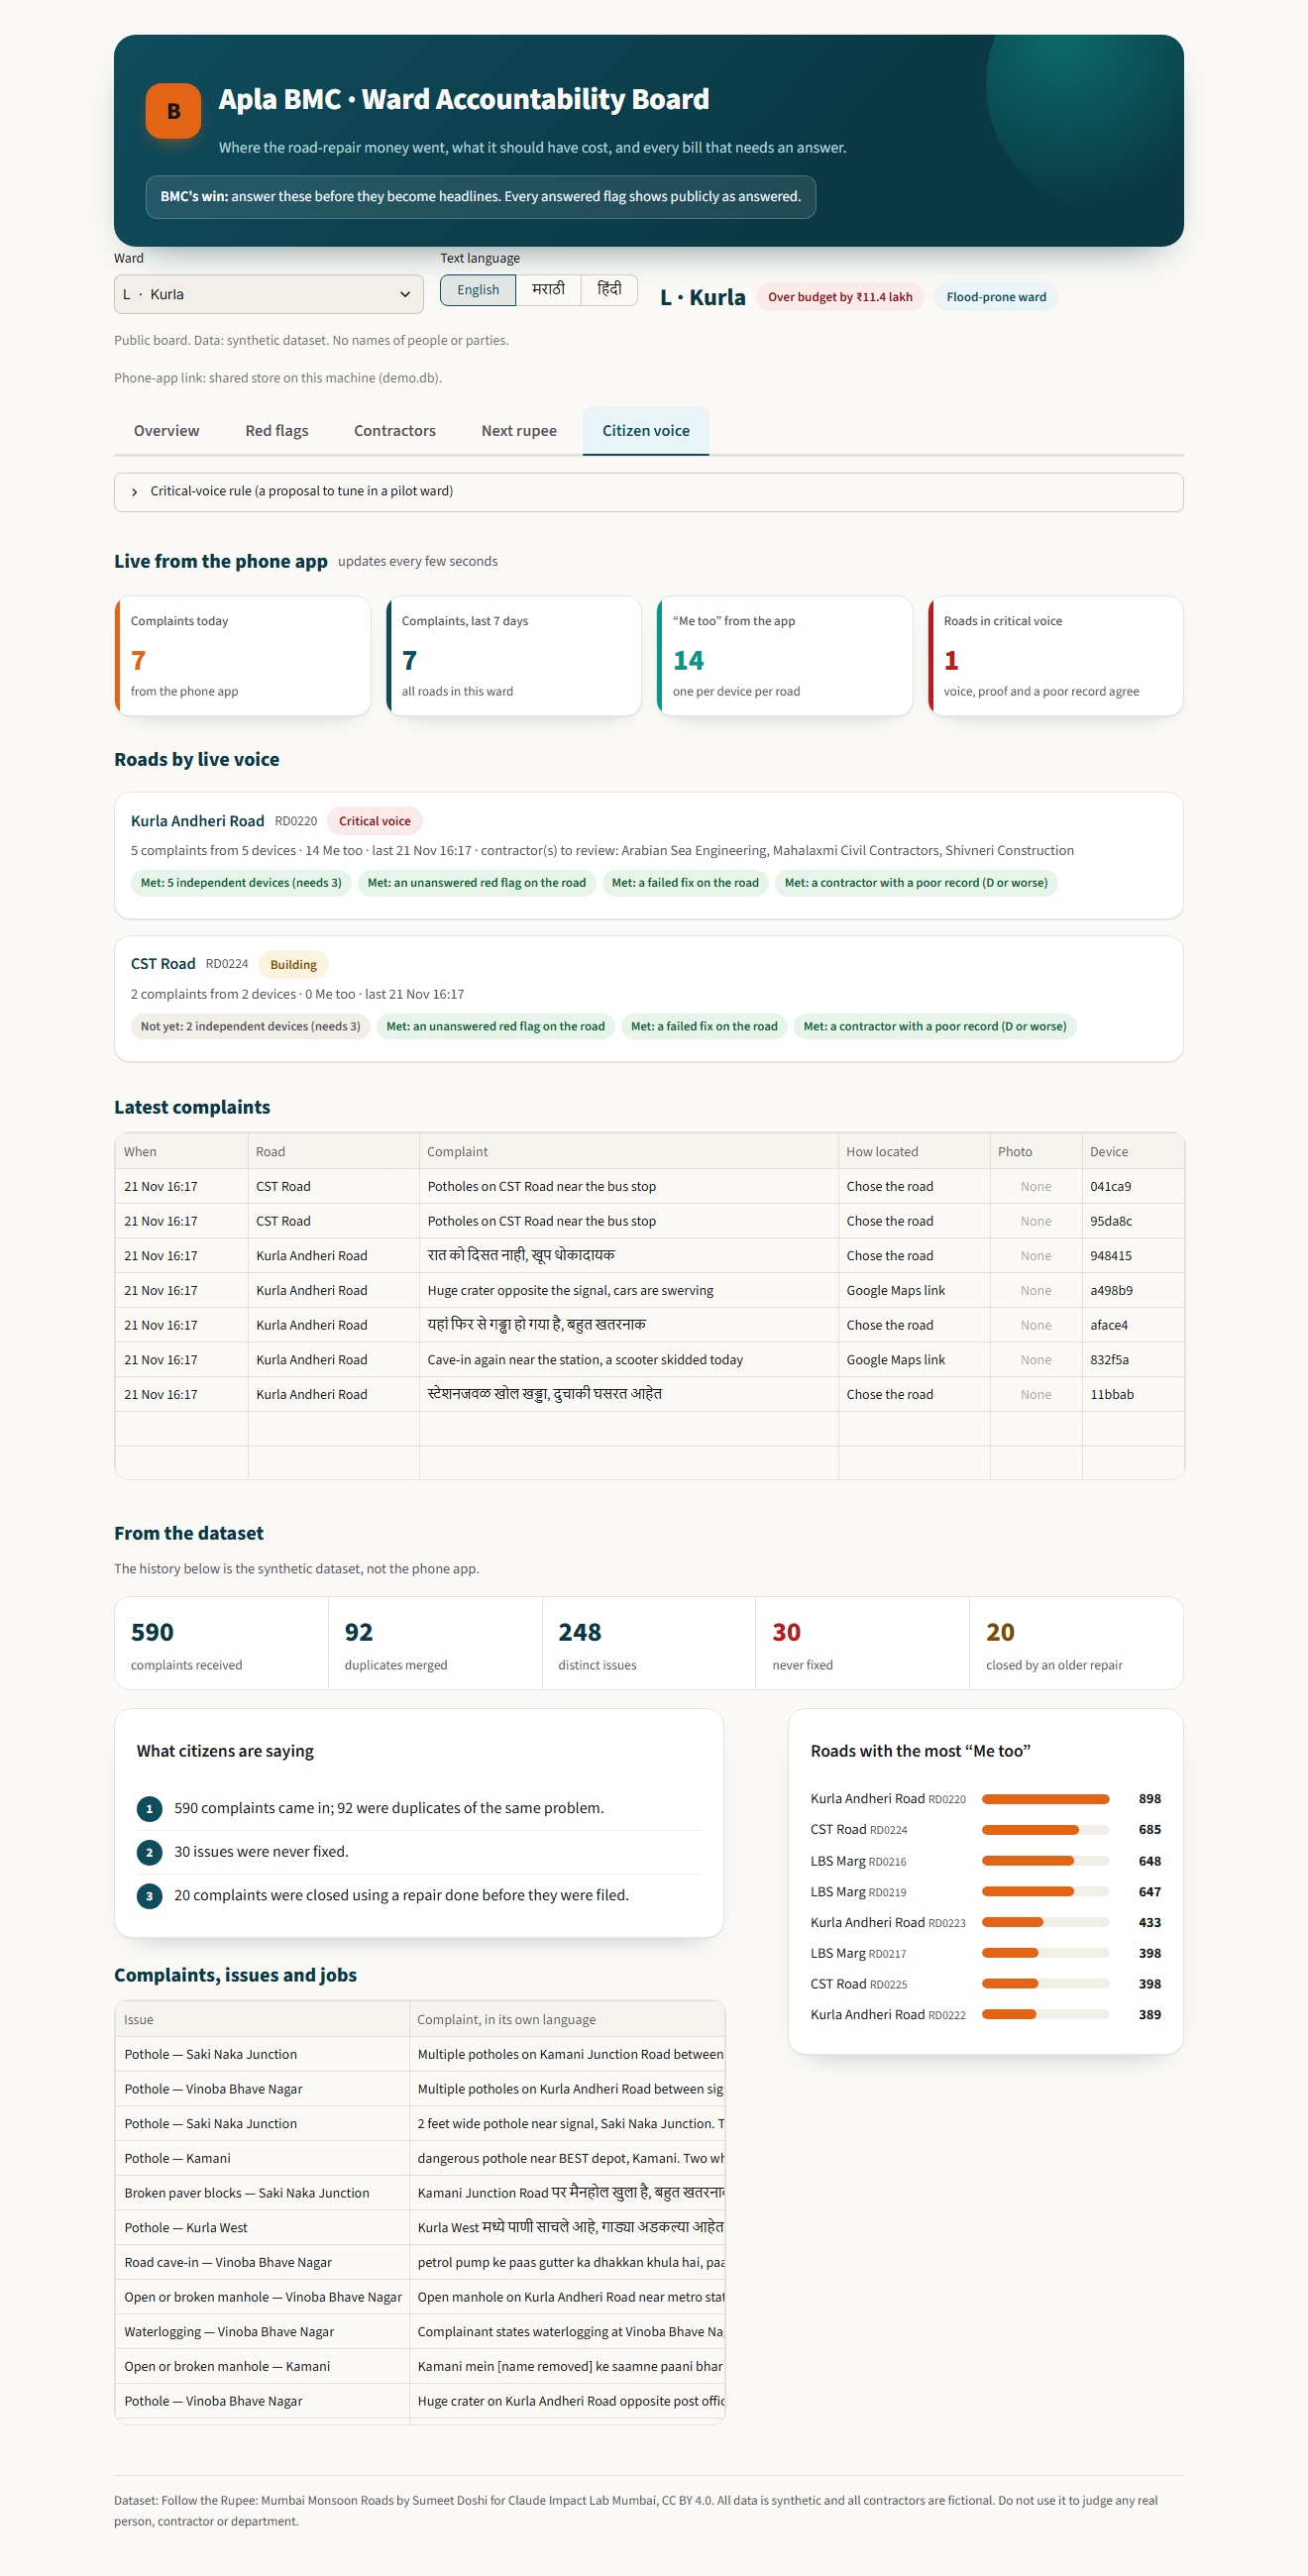 B
Apla BMC · Ward Accountability Board
Where the road-repair money went, what it should have cost, and every bill that needs an answer.
BMC's win: answer these before they become headlines. Every answered flag shows publicly as answered.
Ward
Text language
L · Kurla
English
मराठी
हिंदी
L · Kurla
Over budget by ₹11.4 lakh
Flood-prone ward
Public board. Data: synthetic dataset. No names of people or parties.
Phone-app link: shared store on this machine (demo.db).
Overview
Red flags
Contractors
Next rupee
Citizen voice
Critical-voice rule (a proposal to tune in a pilot ward)
Live from the phone app updates every few seconds
Complaints today
7
from the phone app
Complaints, last 7 days
7
all roads in this ward
“Me too” from the app
14
one per device per road
Roads in critical voice
1
voice, proof and a poor record agree
Roads by live voice
Kurla Andheri Road RD0220 Critical voice
5 complaints from 5 devices · 14 Me too · last 21 Nov 16:17 · contractor(s) to review: Arabian Sea Engineering, Mahalaxmi Civil Contractors, Shivneri Construction
Met: 5 independent devices (needs 3) Met: an unanswered red flag on the road Met: a failed fix on the road Met: a contractor with a poor record (D or worse)
CST Road RD0224 Building
2 complaints from 2 devices · 0 Me too · last 21 Nov 16:17
Not yet: 2 independent devices (needs 3) Met: an unanswered red flag on the road Met: a failed fix on the road Met: a contractor with a poor record (D or worse)
Latest complaints
When Road Complaint How located Photo Device
21 Nov 16:17 CST Road Potholes on CST Road near the bus stop Chose the road None 041ca9
21 Nov 16:17 CST Road Potholes on CST Road near the bus stop Chose the road None 95da8c
21 Nov 16:17 Kurla Andheri Road रात को दिसत नाही, खूप धोकादायक Chose the road None 948415
21 Nov 16:17 Kurla Andheri Road Huge crater opposite the signal, cars are swerving Google Maps link None a498b9
21 Nov 16:17 Kurla Andheri Road यहां फिर से गड्ढा हो गया है, बहुत खतरनाक Chose the road None aface4
21 Nov 16:17 Kurla Andheri Road Cave-in again near the station, a scooter skidded today Google Maps link None 832f5a
21 Nov 16:17 Kurla Andheri Road स्टेशनजवळ खोल खड्डा, दुचाकी घसरत आहेत Chose the road None 11bbab
From the dataset
The history below is the synthetic dataset, not the phone app.
590
complaints received
92
duplicates merged
248
distinct issues
30
never fixed
20
closed by an older repair
What citizens are saying
1 590 complaints came in; 92 were duplicates of the same problem.
2 30 issues were never fixed.
3 20 complaints were closed using a repair done before they were filed.
Roads with the most “Me too”
Kurla Andheri Road RD0220 898
CST Road RD0224 685
LBS Marg RD0216 648
LBS Marg RD0219 647
Kurla Andheri Road RD0223 433
LBS Marg RD0217 398
CST Road RD0225 398
Kurla Andheri Road RD0222 389
Complaints, issues and jobs
Issue Complaint, in its own language
Pothole — Saki Naka Junction Multiple potholes on Kamani Junction Road between
Pothole — Vinoba Bhave Nagar Multiple potholes on Kurla Andheri Road between sig
Pothole — Saki Naka Junction 2 feet wide pothole near signal, Saki Naka Junction. T
Pothole — Kamani dangerous pothole near BEST depot, Kamani. Two wh
Broken paver blocks — Saki Naka Junction Kamani Junction Road पर मैनहोल खुला है, बहुत खतरना
Pothole — Kurla West Kurla West मध्ये पाणी साचले आहे, गाड्या अडकल्या आहेत
Road cave-in — Vinoba Bhave Nagar petrol pump ke paas gutter ka dhakkan khula hai, paa
Open or broken manhole — Vinoba Bhave Nagar Open manhole on Kurla Andheri Road near metro stat
Waterlogging — Vinoba Bhave Nagar Complainant states waterlogging at Vinoba Bhave Nag
Open or broken manhole — Kamani Kamani mein [name removed] ke saamne paani bhar
Pothole — Vinoba Bhave Nagar Huge crater on Kurla Andheri Road opposite post offic
Dataset: Follow the Rupee: Mumbai Monsoon Roads by Sumeet Doshi for Claude Impact Lab Mumbai, CC BY 4.0. All data is synthetic and all contractors are fictional. Do not use it to judge any real
person, contractor or department.